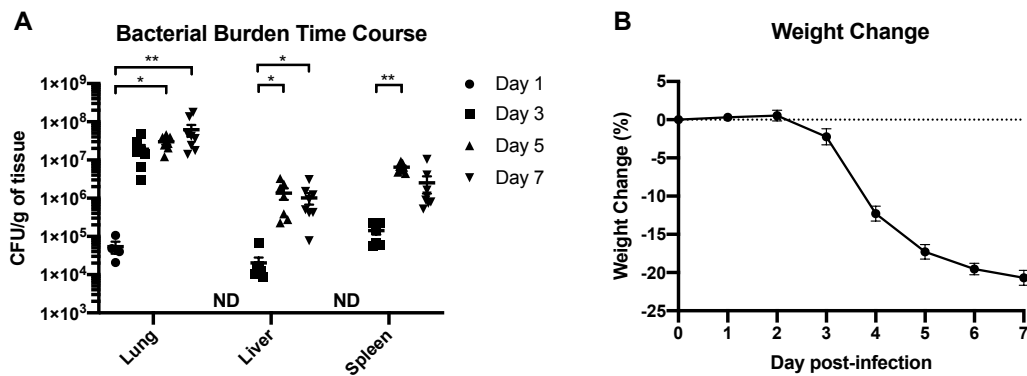 A
Bacterial Burden Time Course
** 
*
*
*
**
1×10⁹
1×10⁸
1×10⁷
1×10⁶
1×10⁵
1×10⁴
1×10³
CFU/g of tissue
ND
ND
Lung
Liver
Spleen
Day 1
Day 3
Day 5
Day 7
B
Weight Change
5
0
-5
-10
-15
-20
-25
Weight Change (%)
0 1 2 3 4 5 6 7
Day post-infection